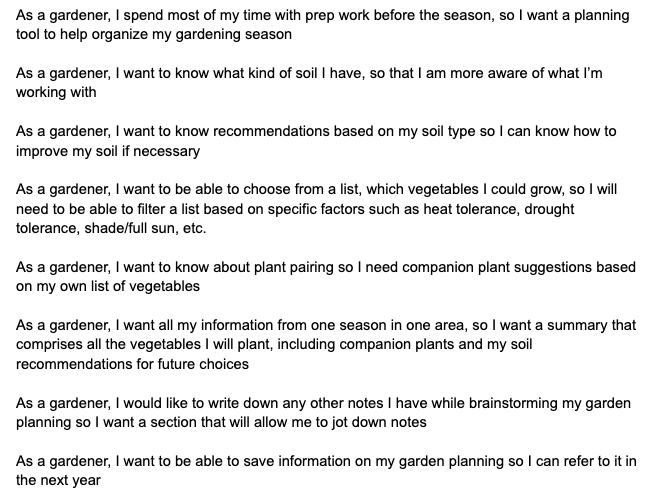 As a gardener, I spend most of my time with prep work before the season, so I want a planning
tool to help organize my gardening season
As a gardener, I want to know what kind of soil I have, so that I am more aware of what I'm
working with
As a gardener, I want to know recommendations based on my soil type so I can know how to
improve my soil if necessary
As a gardener, I want to be able to choose from a list, which vegetables I could grow, so I will
need to be able to filter a list based on specific factors such as heat tolerance, drought
tolerance, shade/full sun, etc.
As a gardener, I want to know about plant pairing so I need companion plant suggestions based
on my own list of vegetables
As a gardener, I want all my information from one season in one area, so I want a summary that
comprises all the vegetables I will plant, including companion plants and my soil
recommendations for future choices
As a gardener, I would like to write down any other notes I have while brainstorming my garden
planning so I want a section that will allow me to jot down notes
As a gardener, I want to be able to save information on my garden planning so I can refer to it in
the next year